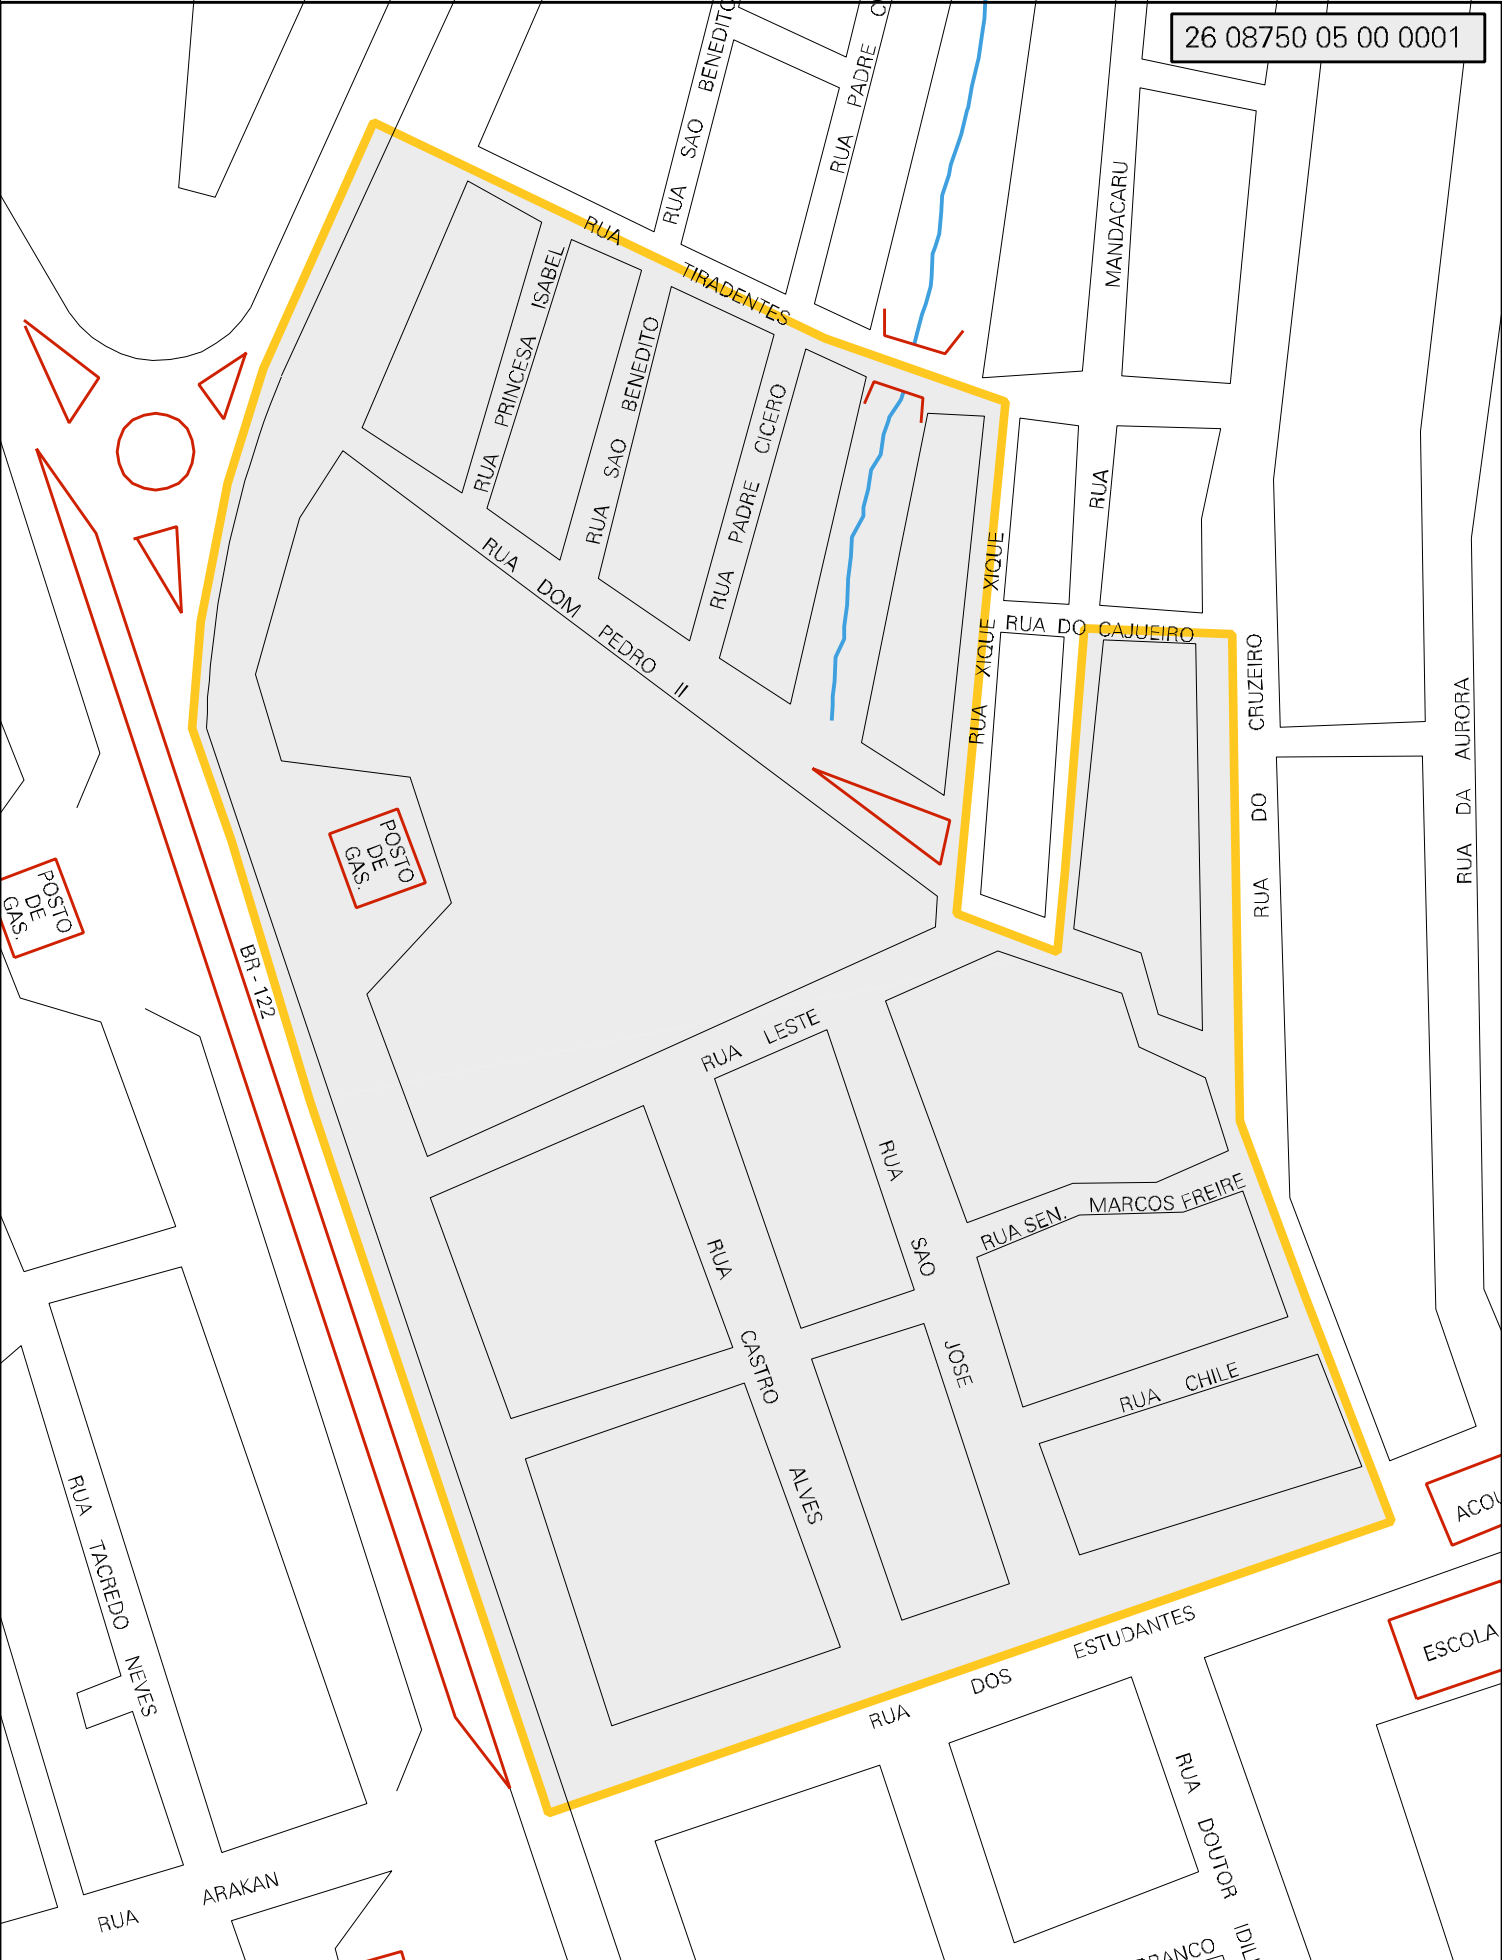 26 08750 05 00 0001
RUA SAO BENEDITO
RUA PADRE
MANDACARU
RUA
RUA TIRADENTES
RUA PRINCESA ISABEL
RUA SAO BENEDITO
RUA PADRE CICERO
RUA DOM PEDRO II
RUA XIQUE XIQUE
RUA DO CAJUEIRO
RUA DO CRUZEIRO
RUA DA AURORA
POSTO
DE
GAS.
POSTO
DE
GAS.
BR - 122
RUA LESTE
RUA SAO JOSE
RUA SEN. MARCOS FREIRE
RUA CASTRO ALVES
RUA CHILE
RUA TACREDO NEVES
RUA DOS ESTUDANTES
ESCOLA
RUA DOUTOR
RUA ARAKAN